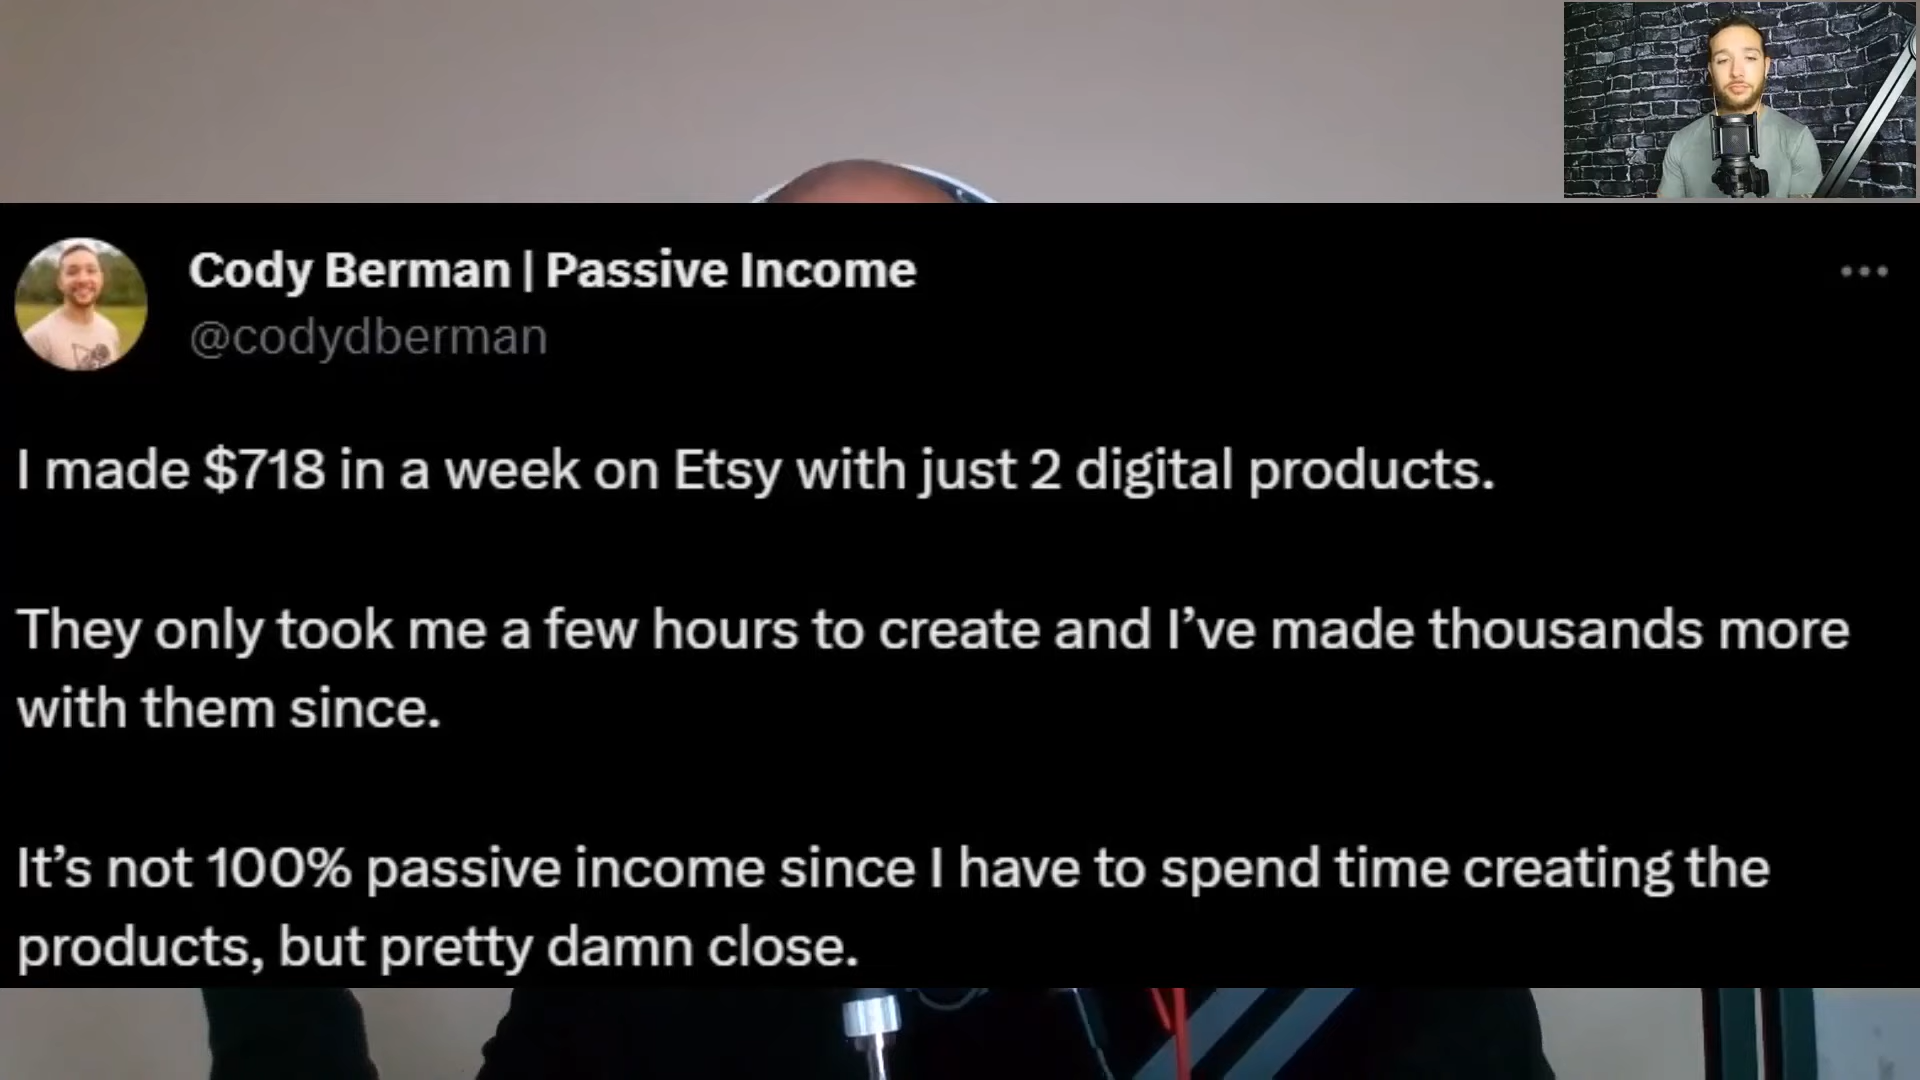 Cody Berman | Passive Income
@codydberman
I made $718 in a week on Etsy with just 2 digital products.
They only took me a few hours to create and I’ve made thousands more
with them since.
It’s not 100% passive income since I have to spend time creating the
products, but pretty damn close.